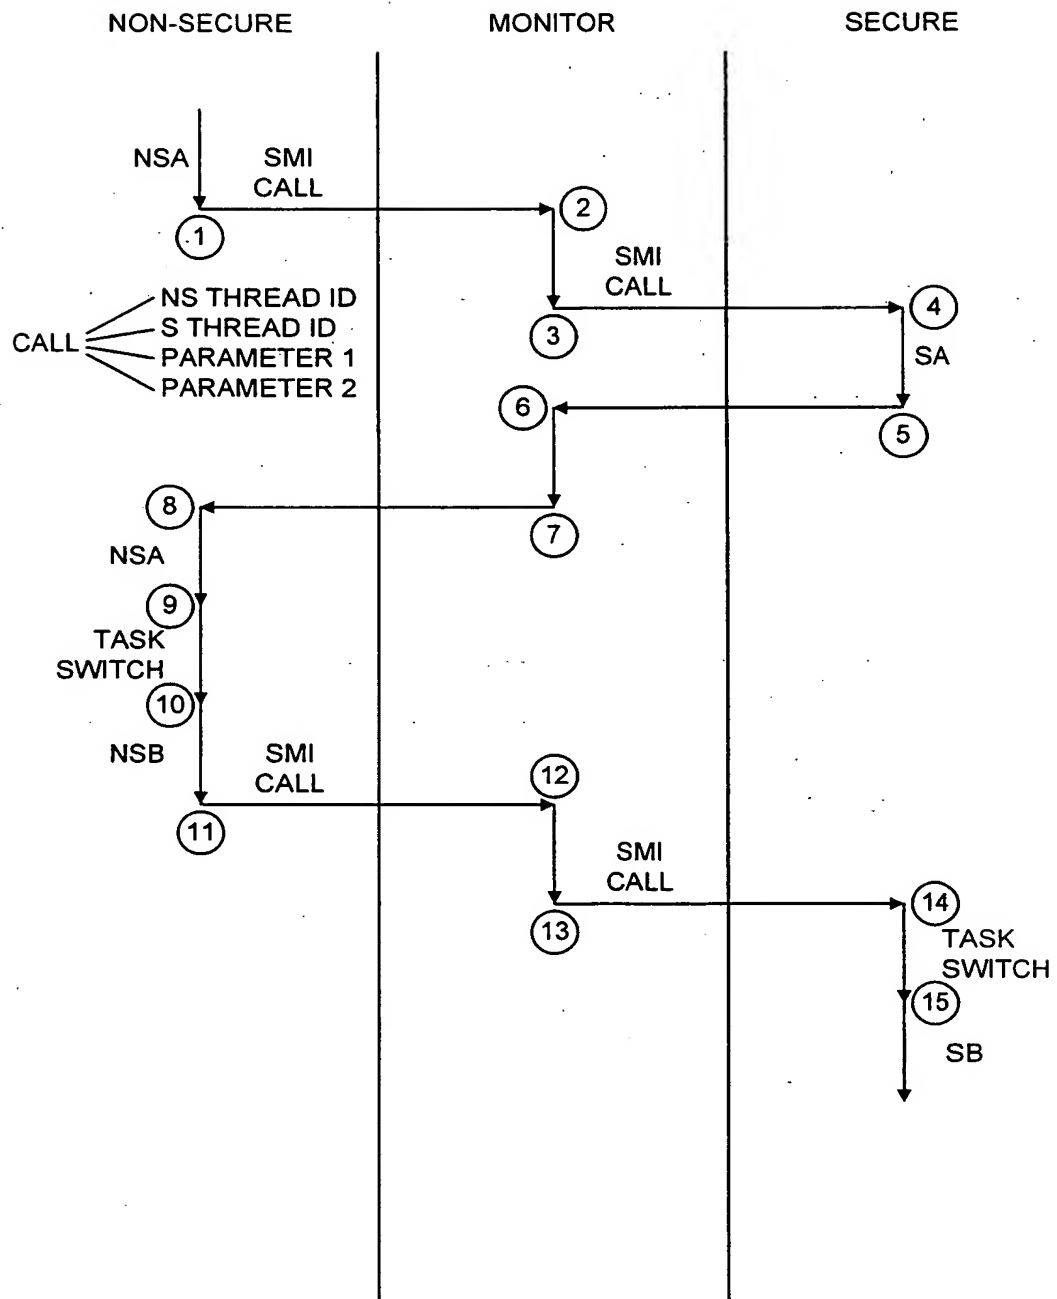 NON-SECURE
MONITOR
SECURE
NSA
SMI
CALL
1
2
SMI
CALL
3
4
CALL
NS THREAD ID
S THREAD ID
PARAMETER 1
PARAMETER 2
SA
6
5
8
7
NSA
9
TASK
SWITCH
10
NSB
SMI
CALL
12
11
SMI
CALL
13
14
TASK
SWITCH
15
SB